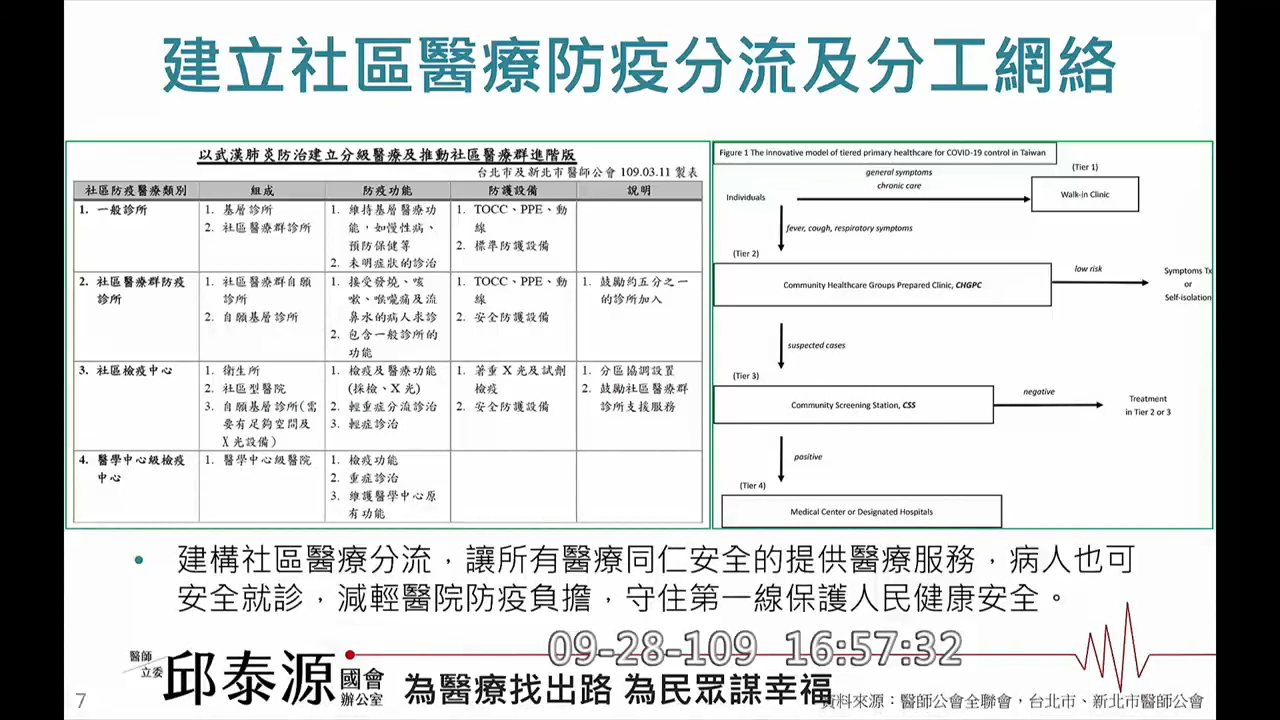 建立社區醫療防疫分流及分工網絡
以武漢肺炎防治建立分級醫療及推動社區醫療群進階版
台北市及新北市醫師公會 109.03.11 製表
社區防疫醫療類別 組成 防疫功能 防護設備 說明
1. 一般診所
1. 基層診所
2. 社區醫療群診所
1. 維持基層醫療功
能，如慢性病、
預防保健等
2. 未明症狀的診治
1. TOCC、PPE、動
線
2. 標準防護設備
2. 社區醫療群防疫
診所
1. 社區醫療群自願
診所
2. 自願基層診所
1. 接受發燒、咳
嗽、喉嚨痛及流
鼻水的病人求診
2. 包含一般診所的
功能
1. TOCC、PPE、動
線
2. 安全防護設備
1. 鼓勵約五分之一
的診所加入
3. 社區檢疫中心
1. 衛生所
2. 社區型醫院
3. 自願基層診所(需
要有足夠空間及
X 光設備)
1. 檢疫及醫療功能
(採檢、X 光)
2. 輕重症分流診治
3. 輕症診治
1. 著重 X 光及試劑
檢疫
2. 安全防護設備
1. 分區協調設置
2. 鼓勵社區醫療群
診所支援服務
4. 醫學中心級檢疫
中心
1. 醫學中心級醫院
1. 檢疫功能
2. 重症診治
3. 維護醫學中心原
有功能
Figure 1 The innovative model of tiered primary healthcare for COVID-19 control in Taiwan
(Tier 1)
general symptoms
chronic care
Individuals
Walk-in Clinic
fever, cough, respiratory symptoms
(Tier 2)
Community Healthcare Groups Prepared Clinic, CHGPC
low risk
Symptoms Tx
or
Self-isolation
suspected cases
(Tier 3)
Community Screening Station, CSS
negative
Treatment
in Tier 2 or 3
positive
(Tier 4)
Medical Center or Designated Hospitals
• 建構社區醫療分流，讓所有醫療同仁安全的提供醫療服務，病人也可
安全就診，減輕醫院防疫負擔，守住第一線保護人民健康安全。
09-28-109 16:57:32
醫師
立委
邱泰源
國會
辦公室
為醫療找出路 為民眾謀幸福
資料來源：醫師公會全聯會，台北市、新北市醫師公會
7